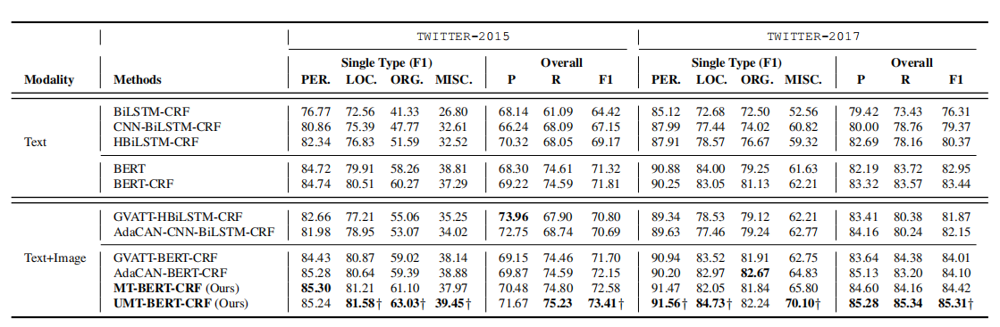 TWITTER-2015 TWITTER-2017
Single Type (F1) Overall Single Type (F1) Overall
Modality Methods PER. LOC. ORG. MISC. P R F1 PER. LOC. ORG. MISC. P R F1
BiLSTM-CRF 76.77 72.56 41.33 26.80 68.14 61.09 64.42 85.12 72.68 72.50 52.56 79.42 73.43 76.31
CNN-BiLSTM-CRF 80.86 75.39 47.77 32.61 66.24 68.09 67.15 87.99 77.44 74.02 60.82 80.00 78.76 79.37
Text HBiLSTM-CRF 82.34 76.83 51.59 32.52 70.32 68.05 69.17 87.91 78.57 76.67 59.32 82.69 78.16 80.37
BERT 84.72 79.91 58.26 38.81 68.30 74.61 71.32 90.88 84.00 79.25 61.63 82.19 83.72 82.95
BERT-CRF 84.74 80.51 60.27 37.29 69.22 74.59 71.81 90.25 83.05 81.13 62.21 83.32 83.57 83.44
GVATT-HBiLSTM-CRF 82.66 77.21 55.06 35.25 73.96 67.90 70.80 89.34 78.53 79.12 62.21 83.41 80.38 81.87
AdaCAN-CNN-BiLSTM-CRF 81.98 78.95 53.07 34.02 72.75 68.74 70.69 89.63 77.46 79.24 62.77 84.16 80.24 82.15
Text+Image GVATT-BERT-CRF 84.43 80.87 59.02 38.14 69.15 74.46 71.70 90.94 83.52 81.91 62.75 83.64 84.38 84.01
AdaCAN-BERT-CRF 85.28 80.64 59.39 38.88 69.87 74.59 72.15 90.20 82.97 82.67 64.83 85.13 83.20 84.10
MT-BERT-CRF (Ours) 85.30 81.21 61.10 37.97 70.48 74.80 72.58 91.47 82.05 81.84 65.80 84.60 84.16 84.42
UMT-BERT-CRF (Ours) 85.24 81.58† 63.03† 39.45† 71.67 75.23 73.41† 91.56† 84.73† 82.24 70.10† 85.28 85.34 85.31†